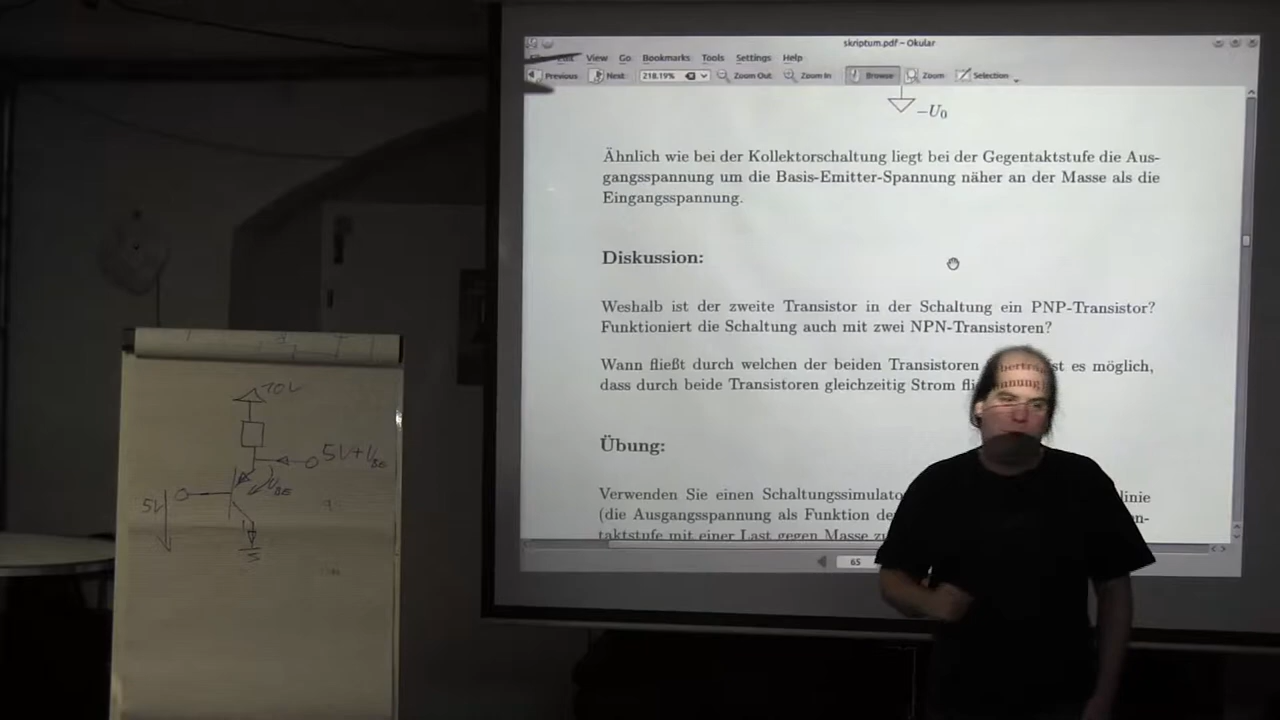 skriptum.pdf – Okular
View Go Bookmarks Tools Settings Help
Previous Next 218.19% Zoom Out Zoom In Browse Zoom Selection
−U₀
Ähnlich wie bei der Kollektorschaltung liegt bei der Gegentaktstufe die Aus-
gangsspannung um die Basis-Emitter-Spannung näher an der Masse als die
Eingangsspannung.
Diskussion:
Weshalb ist der zweite Transistor in der Schaltung ein PNP-Transistor?
Funktioniert die Schaltung auch mit zwei NPN-Transistoren?
Wann fließt durch welchen der beiden Transistoren es möglich,
dass durch beide Transistoren gleichzeitig Strom
Übung:
Verwenden Sie einen linie
(die Ausgangsspannung als Funktion
taktstufe mit einer Last gegen Masse
65
10V
5V+U_BE
U_BE
5V